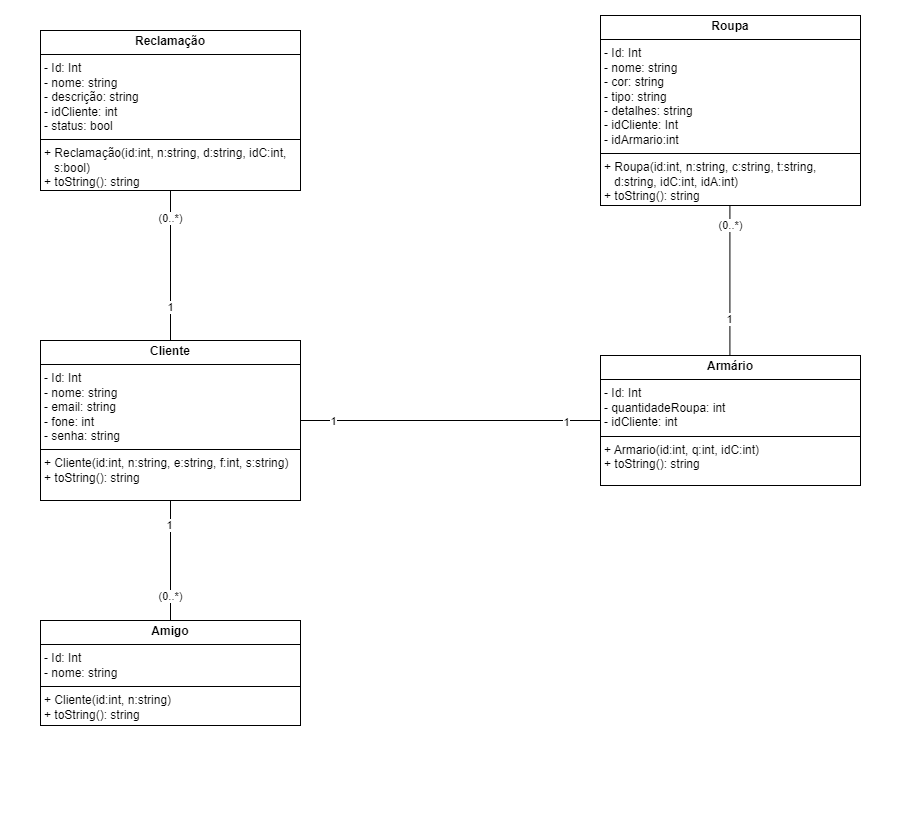 Reclamação
- Id: Int
- nome: string
- descrição: string
- idCliente: int
- status: bool
+ Reclamação(id:int, n:string, d:string, idC:int,
s:bool)
+ toString(): string
(0..*)
1
Roupa
- Id: Int
- nome: string
- cor: string
- tipo: string
- detalhes: string
- idCliente: Int
- idArmario:int
+ Roupa(id:int, n:string, c:string, t:string,
d:string, idC:int, idA:int)
+ toString(): string
(0..*)
1
Cliente
- Id: Int
- nome: string
- email: string
- fone: int
- senha: string
+ Cliente(id:int, n:string, e:string, f:int, s:string)
+ toString(): string
1
1
Armário
- Id: Int
- quantidadeRoupa: int
- idCliente: int
+ Armario(id:int, q:int, idC:int)
+ toString(): string
1
(0..*)
Amigo
- Id: Int
- nome: string
+ Cliente(id:int, n:string)
+ toString(): string